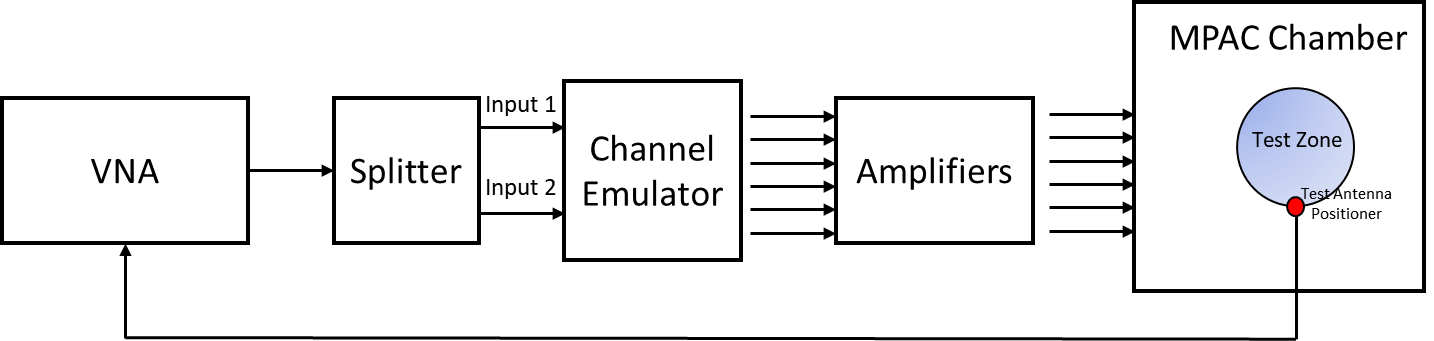 VNA
Splitter
Input 1
Input 2
Channel
Emulator
Amplifiers
MPAC Chamber
Test Zone
Test Antenna
Positioner